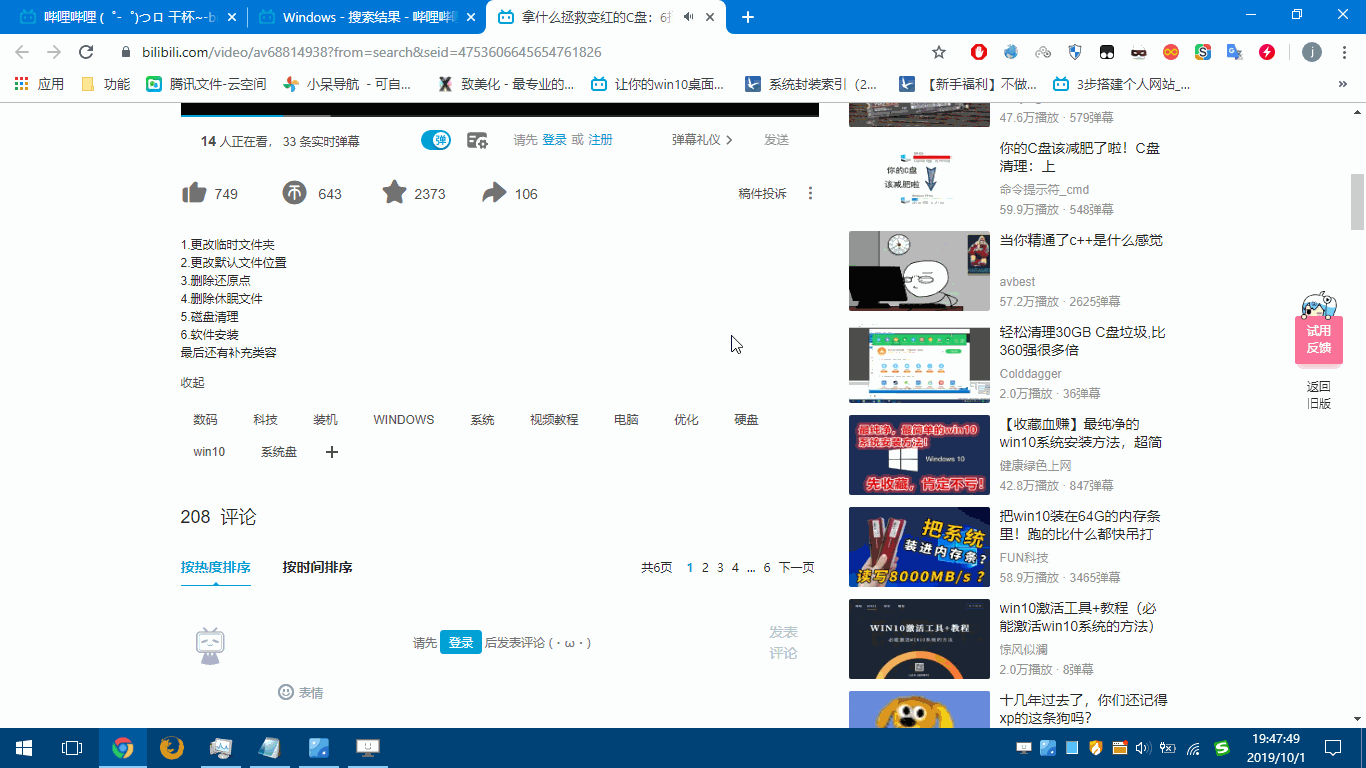 哔哩哔哩 (゜-゜)つロ 干杯~-b
Windows - 搜索结果 - 哔哩哔哩
拿什么拯救变红的C盘：6
bilibili.com/video/av68814938?from=search&seid=4753606645654761826
j
应用
功能
腾讯文件-云空间
小呆导航 - 可自...
致美化 - 最专业的...
让你的win10桌面...
系统封装索引（2...
【新手福利】不做...
3步搭建个人网站_...
14 人正在看， 33 条实时弹幕
弹
请先 登录 或 注册
弹幕礼仪
发送
749
643
2373
106
稿件投诉
1.更改临时文件夹
2.更改默认文件位置
3.删除还原点
4.删除休眠文件
5.磁盘清理
6.软件安装
最后还有补充类容
收起
数码 科技 装机 WINDOWS 系统 视频教程 电脑 优化 硬盘
win10 系统盘
208 评论
按热度排序 按时间排序
共6页 1 2 3 4 ... 6 下一页
请先 登录 后发表评论 (・ω・)
发表
评论
表情
47.6万播放 · 579弹幕
你的C盘
该减肥啦
你的C盘该减肥了啦！C盘
清理：上
命令提示符_cmd
59.9万播放 · 548弹幕
当你精通了c++是什么感觉
avbest
57.2万播放 · 2625弹幕
轻松清理30GB C盘垃圾,比
360强很多倍
Colddagger
2.0万播放 · 36弹幕
最纯净，最简单的win10
系统安装方法！
Windows 10
先收藏，肯定不亏！
【收藏血赚】最纯净的
win10系统安装方法，超简
健康绿色上网
42.8万播放 · 847弹幕
把系统
装进内存条？
读写8000MB/s？
把win10装在64G的内存条
里！跑的比什么都快吊打
FUN科技
58.9万播放 · 3465弹幕
WIN10激活工具+教程
必能激活WIN10系统的方法
win10激活工具+教程（必
能激活win10系统的方法）
惊风似澜
2.0万播放 · 8弹幕
十几年过去了，你们还记得
xp的这条狗吗？
试用
反馈
返回
旧版
19:47:49
2019/10/1